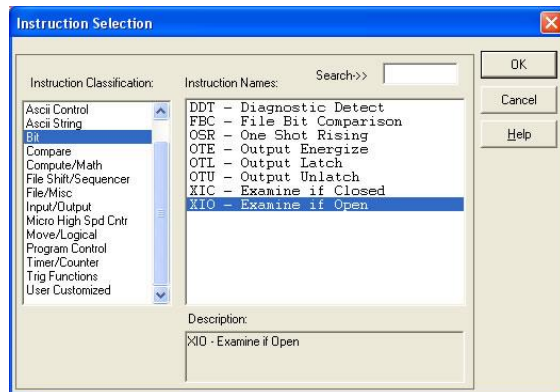 Instruction Selection
Instruction Classification:
Ascii Control
Ascii String
Bit
Compare
Compute/Math
File Shift/Sequencer
File/Misc
Input/Output
Micro High Spd Cntr
Move/Logical
Program Control
Timer/Counter
Trig Functions
User Customized
Instruction Names:
Search->>
DDT - Diagnostic Detect
FBC - File Bit Comparison
OSR - One Shot Rising
OTE - Output Energize
OTL - Output Latch
OTU - Output Unlatch
XIC - Examine if Closed
XIO - Examine if Open
Description:
XIO - Examine if Open
OK
Cancel
Help